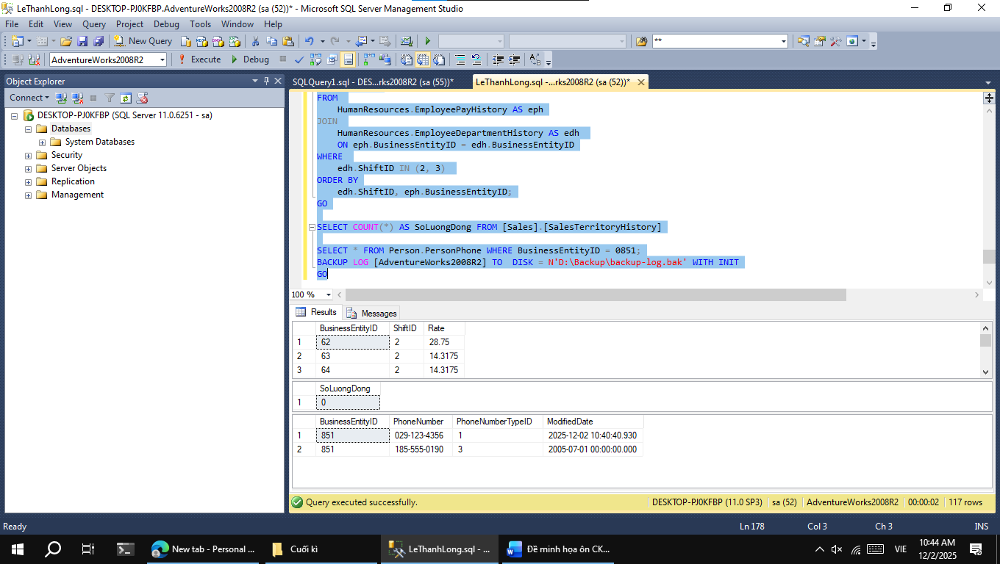 LeThanhLong.sql - DESKTOP-PJ0KFBP.AdventureWorks2008R2 (sa (52))* - Microsoft SQL Server Management Studio
File Edit View Query Project Debug Tools Window Help
New Query
**
AdventureWorks2008R2
Execute
Debug
Object Explorer
SQLQuery1.sql - DES...rks2008R2 (sa (55))*
LeThanhLong.sql -...rks2008R2 (sa (52))*
Connect
DESKTOP-PJ0KFBP (SQL Server 11.0.6251 - sa)
Databases
System Databases
Security
Server Objects
Replication
Management
FROM
HumanResources.EmployeePayHistory AS eph
JOIN
HumanResources.EmployeeDepartmentHistory AS edh
ON eph.BusinessEntityID = edh.BusinessEntityID
WHERE
edh.ShiftID IN (2, 3)
ORDER BY
edh.ShiftID, eph.BusinessEntityID;
GO
SELECT COUNT(*) AS SoLuongDong FROM [Sales].[SalesTerritoryHistory]
SELECT * FROM Person.PersonPhone WHERE BusinessEntityID = 0851;
BACKUP LOG [AdventureWorks2008R2] TO  DISK = N'D:\Backup\backup-log.bak' WITH INIT
GO
100 %
Results Messages
BusinessEntityID ShiftID Rate
1 62 2 28.75
2 63 2 14.3175
3 64 2 14.3175
SoLuongDong
1 0
BusinessEntityID PhoneNumber PhoneNumberTypeID ModifiedDate
1 851 029-123-4356 1 2025-12-02 10:40:40.930
2 851 185-555-0190 3 2005-07-01 00:00:00.000
Query executed successfully.
DESKTOP-PJ0KFBP (11.0 SP3) sa (52) AdventureWorks2008R2 00:00:02 117 rows
Ready
Ln 178 Col 3 Ch 3 INS
New tab - Personal ...
Cuối kì
LeThanhLong.sql - ...
Đề minh họa ôn CK...
VIE
10:44 AM
12/2/2025